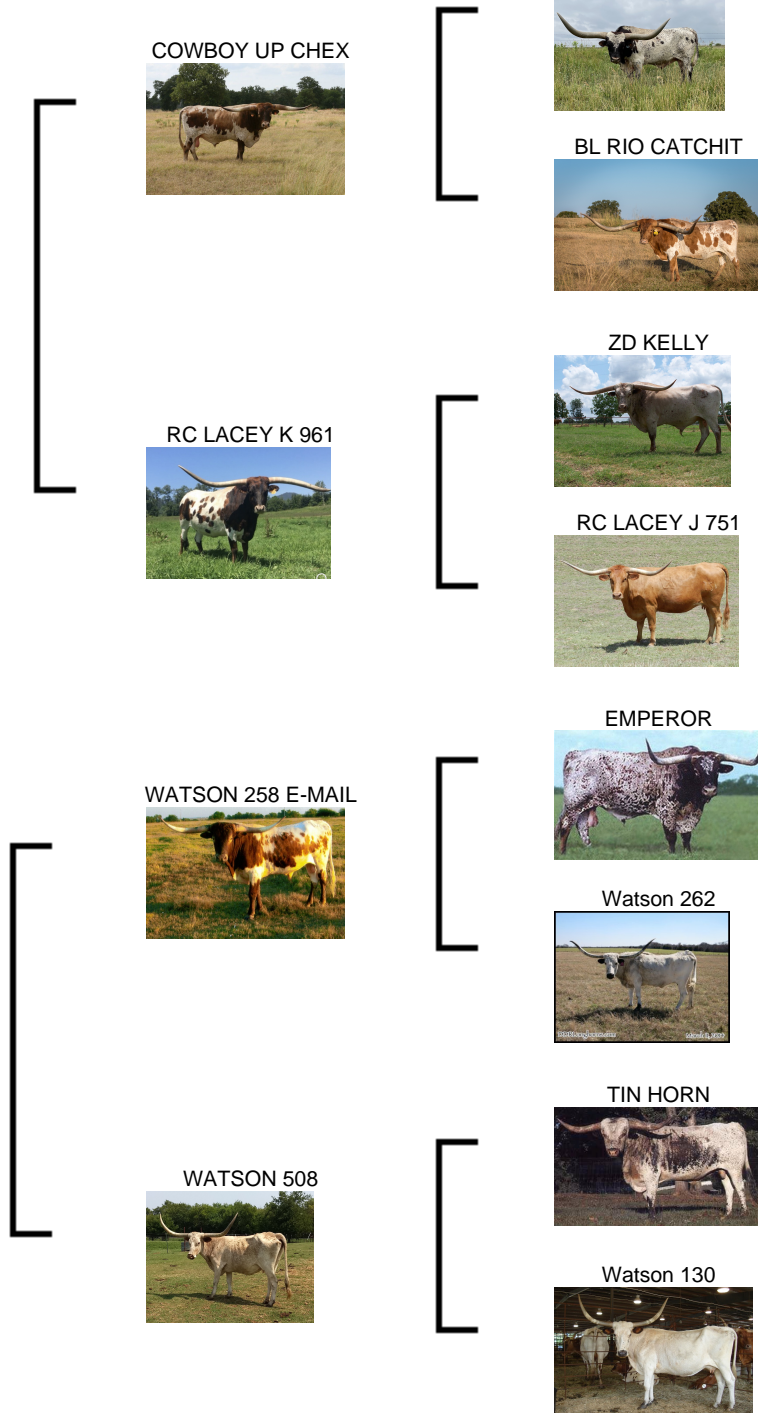 COWBOY UP CHEX
BL RIO CATCHIT
ZD KELLY
RC LACEY K 961
RC LACEY J 751
EMPEROR
WATSON 258 E-MAIL
Watson 262
TIN HORN
WATSON 508
Watson 130